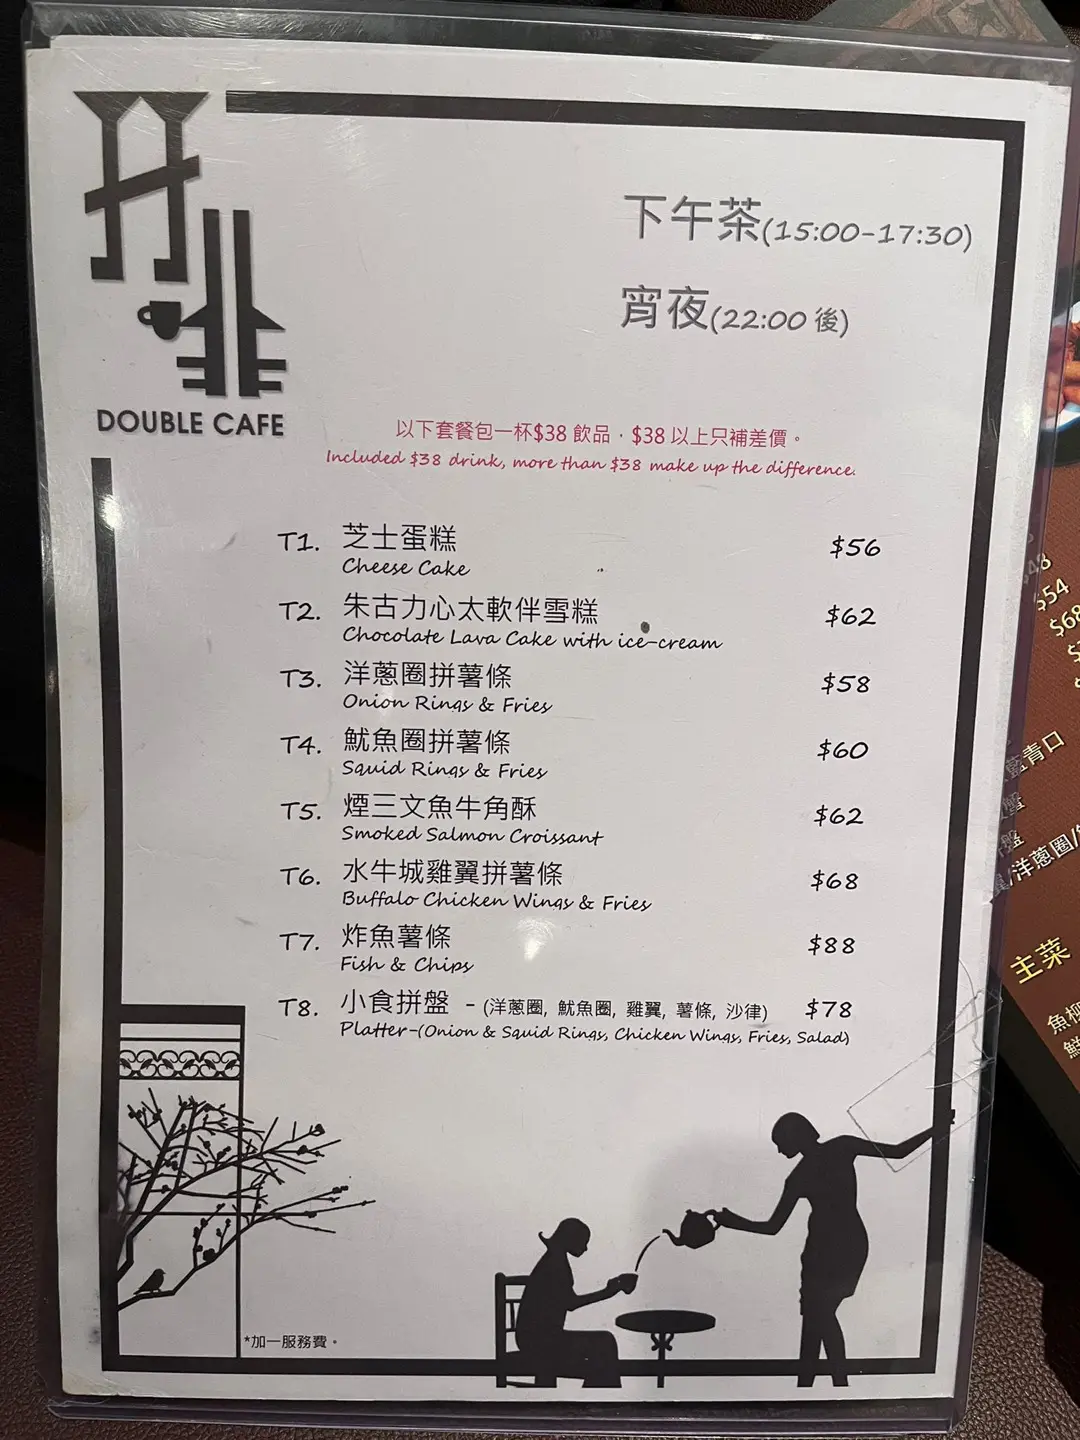 DOUBLE CAFE
下午茶(15:00-17:30)
宵夜(22:00 後)
以下套餐包一杯$38 飲品．$38 以上只補差價。
Included $38 drink, more than $38 make up the difference.
T1. 芝士蛋糕 $56
Cheese Cake
T2. 朱古力心太軟伴雪糕 $62
Chocolate Lava Cake with ice-cream
T3. 洋蔥圈拼薯條 $58
Onion Rings & Fries
T4. 魷魚圈拼薯條 $60
Squid Rings & Fries
T5. 煙三文魚牛角酥 $62
Smoked Salmon Croissant
T6. 水牛城雞翼拼薯條 $68
Buffalo Chicken Wings & Fries
T7. 炸魚薯條 $88
Fish & Chips
T8. 小食拼盤 - (洋蔥圈, 魷魚圈, 雞翼, 薯條, 沙律) $78
Platter-(Onion & Squid Rings, Chicken Wings, Fries, Salad)
*加一服務費。
$54
青口
/洋蔥圈/
主菜